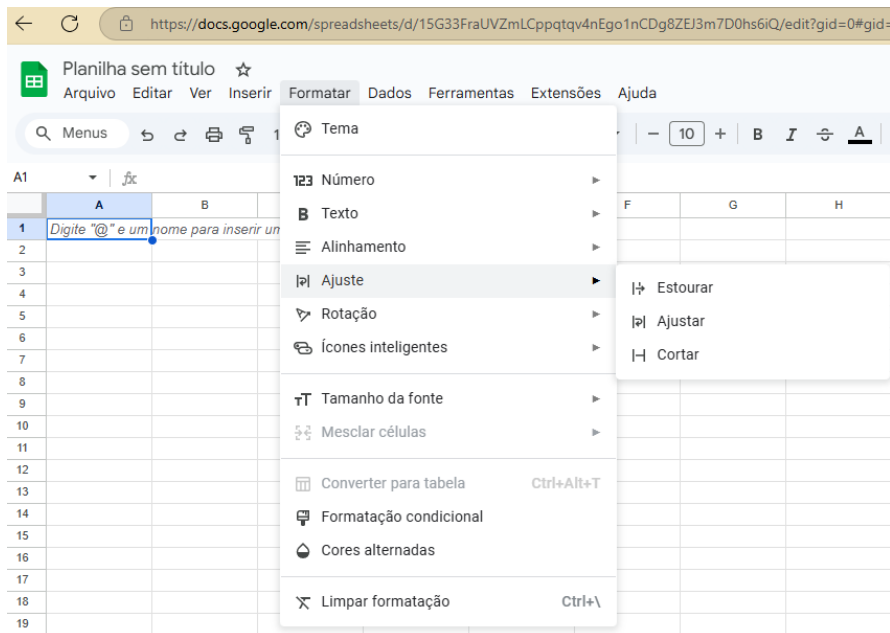 https://docs.google.com/spreadsheets/d/15G33FraUVZmLCppqtqv4nEgo1nCDg8ZEJ3m7D0hs6iQ/edit?gid=0#gid=
Planilha sem título
Arquivo Editar Ver Inserir Formatar Dados Ferramentas Extensões Ajuda
Menus 1 10 B I S A
A1 fx
A B F G H
1 Digite "@" e um nome para inserir um
2
3
4
5
6
7
8
9
10
11
12
13
14
15
16
17
18
19
Tema
123 Número
B Texto
Alinhamento
Ajuste
Rotação
Ícones inteligentes
TT Tamanho da fonte
Mesclar células
Converter para tabela Ctrl+Alt+T
Formatação condicional
Cores alternadas
Limpar formatação Ctrl+\
Estourar
Ajustar
Cortar